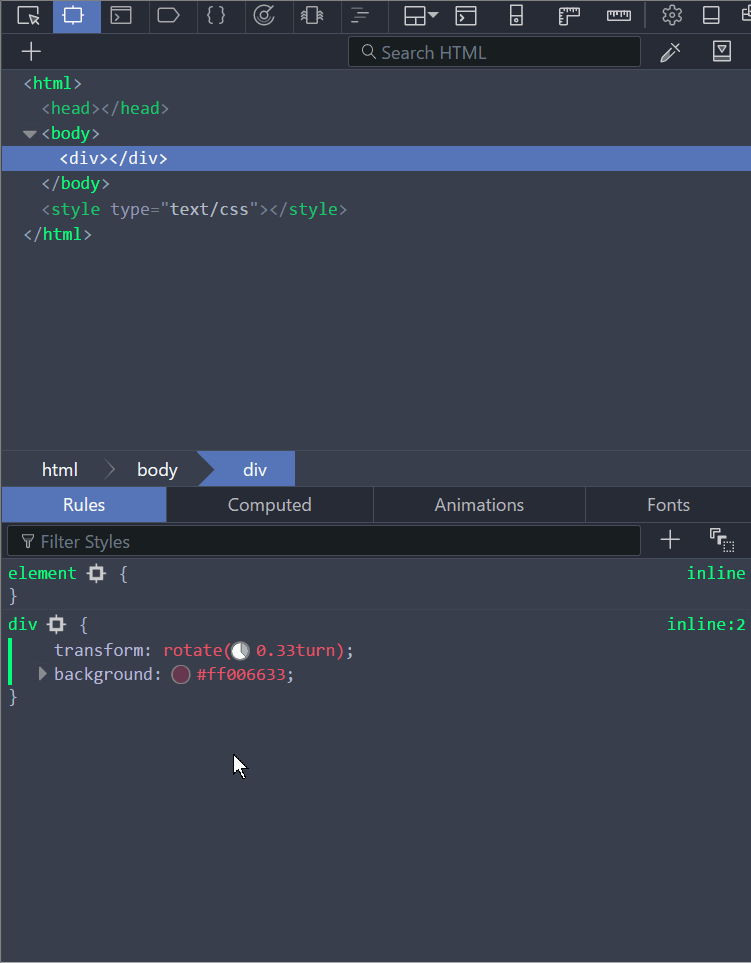 Search HTML
<html>
<head></head>
<body>
<div></div>
</body>
<style type="text/css"></style>
</html>
html body div
Rules Computed Animations Fonts
Filter Styles
element { inline
}
div { inline:2
transform: rotate(0.33turn);
background: #ff006633;
}